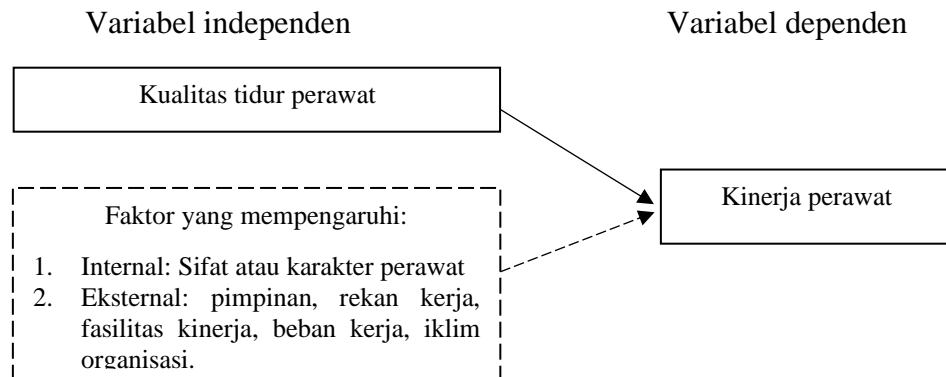 Variabel independen
Variabel dependen
Kualitas tidur perawat
Kinerja perawat
Faktor yang mempengaruhi:
1. Internal: Sifat atau karakter perawat
2. Eksternal: pimpinan, rekan kerja,
fasilitas kinerja, beban kerja, iklim
organisasi.